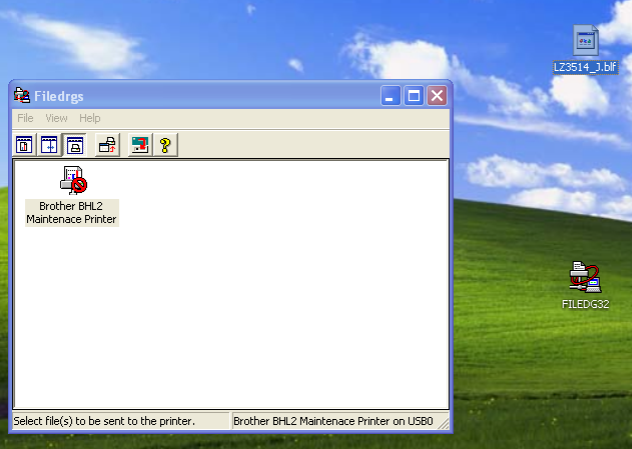 LZ3514_J.blf
Filedrgs
File View Help
Brother BHL2
Maintenace Printer
FILEDG32
Select file(s) to be sent to the printer. Brother BHL2 Maintenace Printer on USB0